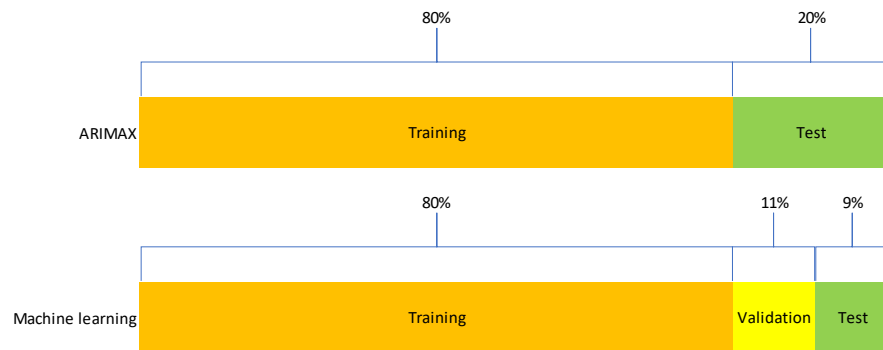 80%
20%
ARIMAX
Training
Test
80%
11%
9%
Machine learning
Training
Validation
Test